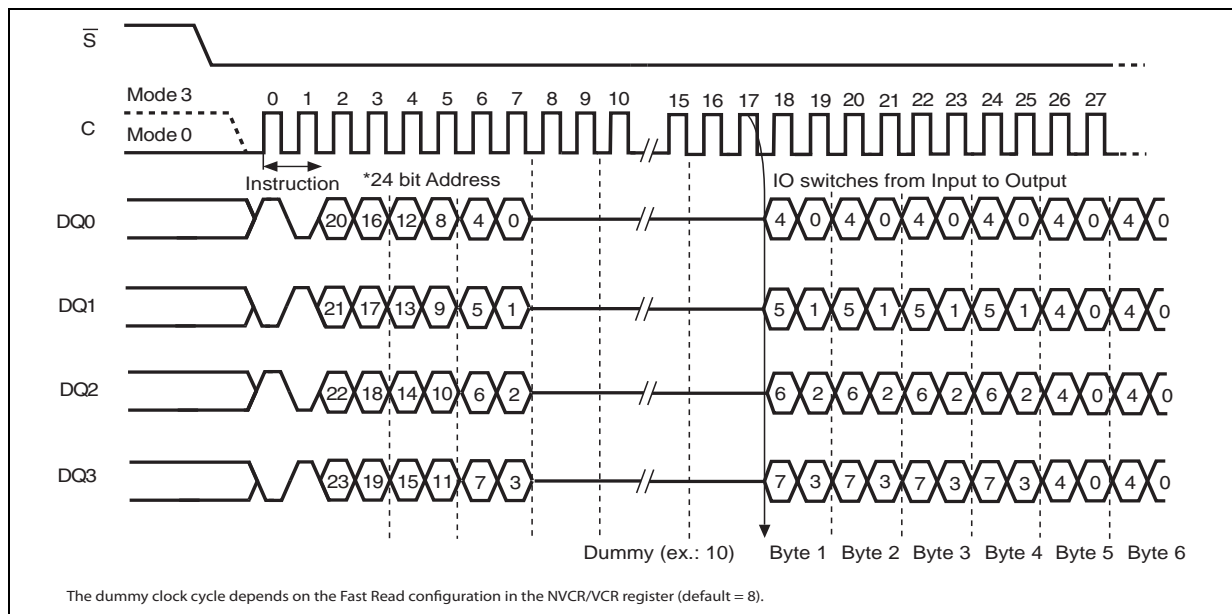 S
Mode 3
0 1 2 3 4 5 6 7 8 9 10 15 16 17 18 19 20 21 22 23 24 25 26 27
C
Mode 0
Instruction *24 bit Address IO switches from Input to Output
DQ0 20 16 12 8 4 0 4 0 4 0 4 0 4 0 4 0 4 0
DQ1 21 17 13 9 5 1 5 1 5 1 5 1 5 1 4 0 4 0
DQ2 22 18 14 10 6 2 6 2 6 2 6 2 6 2 4 0 4 0
DQ3 23 19 15 11 7 3 7 3 7 3 7 3 7 3 4 0 4 0
Dummy (ex.: 10) Byte 1 Byte 2 Byte 3 Byte 4 Byte 5 Byte 6
The dummy clock cycle depends on the Fast Read configuration in the NVCR/VCR register (default = 8).